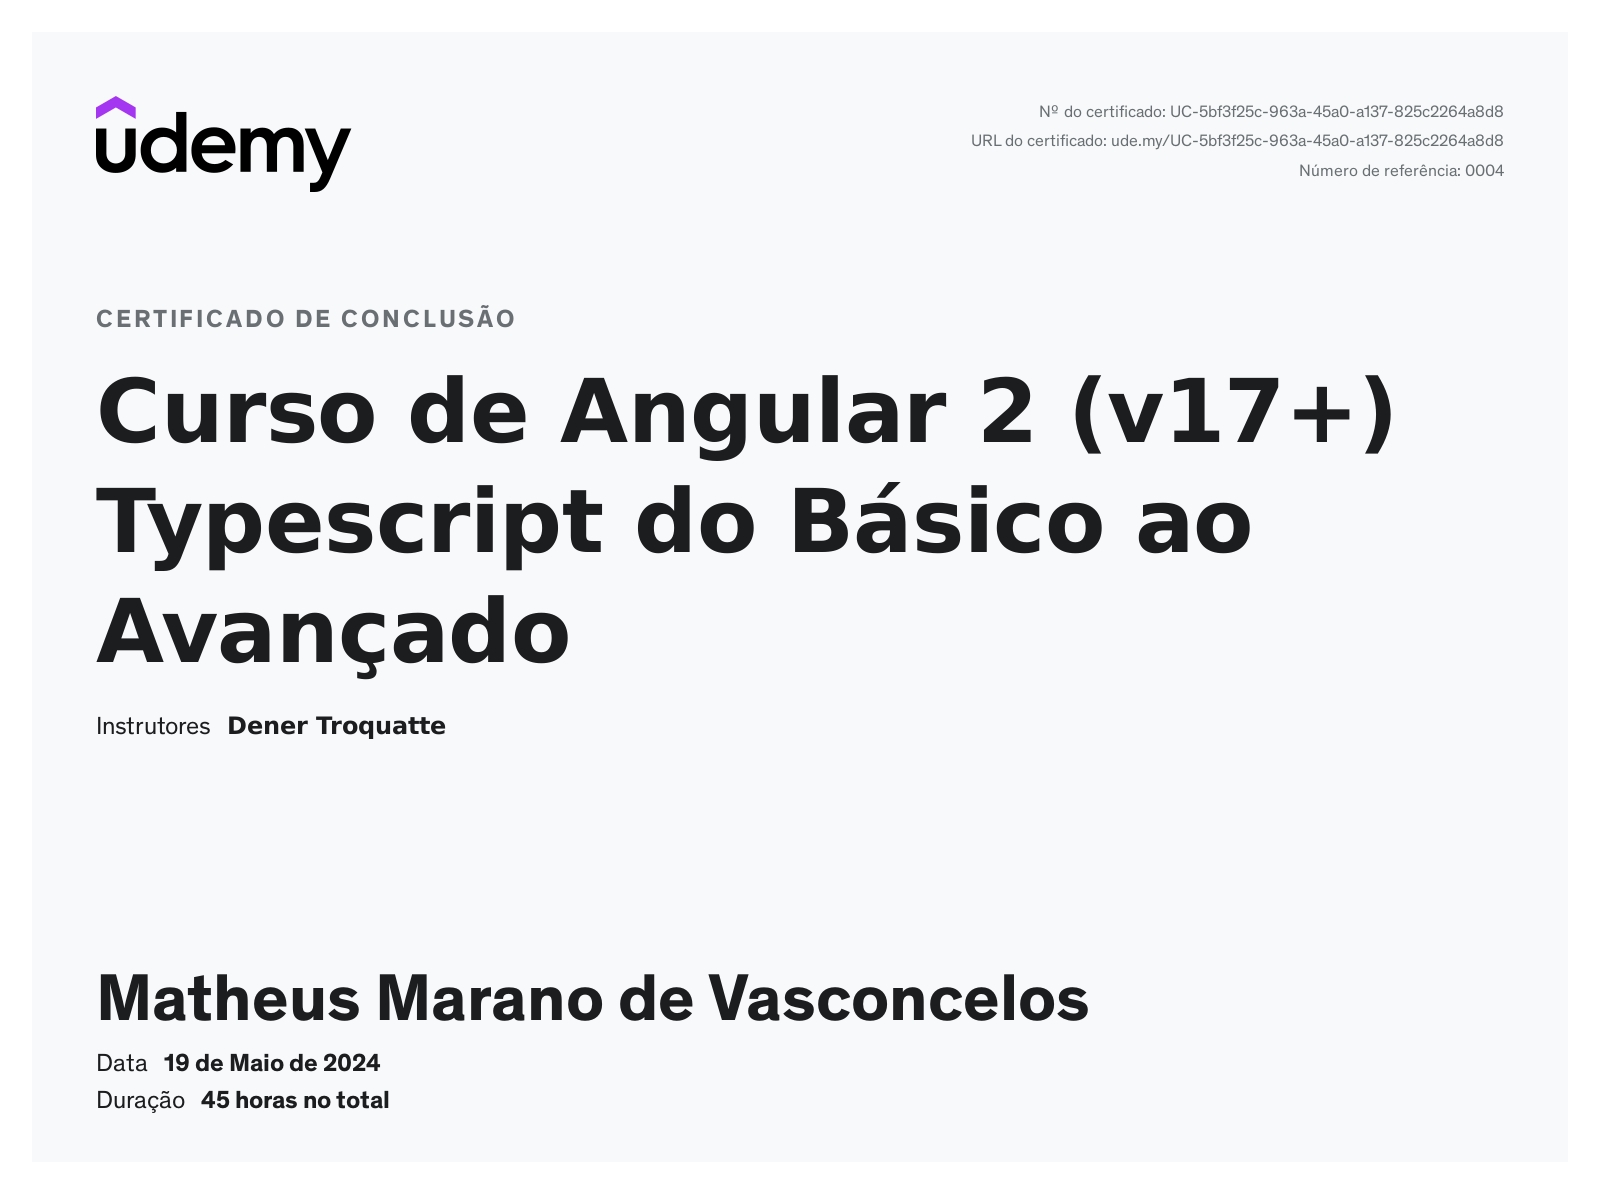 udemy
Nº do certificado: UC-5bf3f25c-963a-45a0-a137-825c2264a8d8
URL do certificado: ude.my/UC-5bf3f25c-963a-45a0-a137-825c2264a8d8
Número de referência: 0004
CERTIFICADO DE CONCLUSÃO
Curso de Angular 2 (v17+)
Typescript do Básico ao
Avançado
Instrutores Dener Troquatte
Matheus Marano de Vasconcelos
Data 19 de Maio de 2024
Duração 45 horas no total